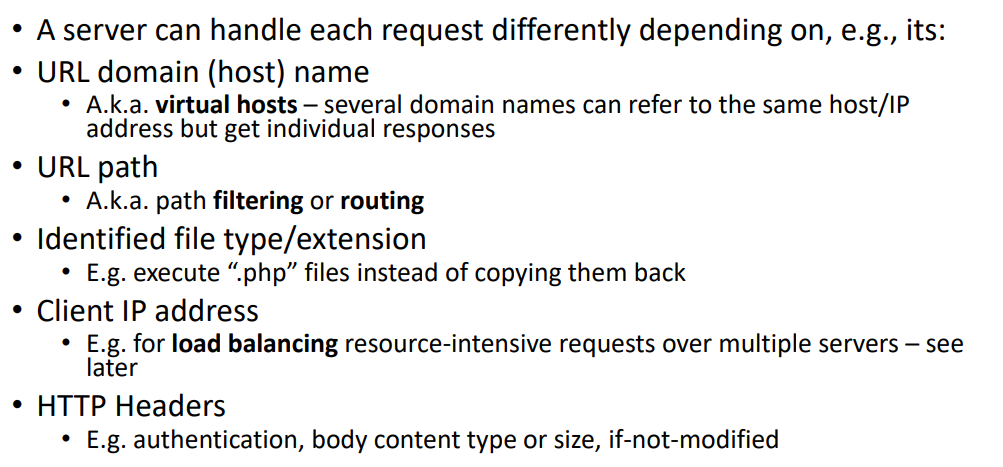 • A server can handle each request differently depending on, e.g., its:
• URL domain (host) name
• A.k.a. virtual hosts – several domain names can refer to the same host/IP
address but get individual responses
• URL path
• A.k.a. path filtering or routing
• Identified file type/extension
• E.g. execute “.php” files instead of copying them back
• Client IP address
• E.g. for load balancing resource-intensive requests over multiple servers – see
later
• HTTP Headers
• E.g. authentication, body content type or size, if-not-modified